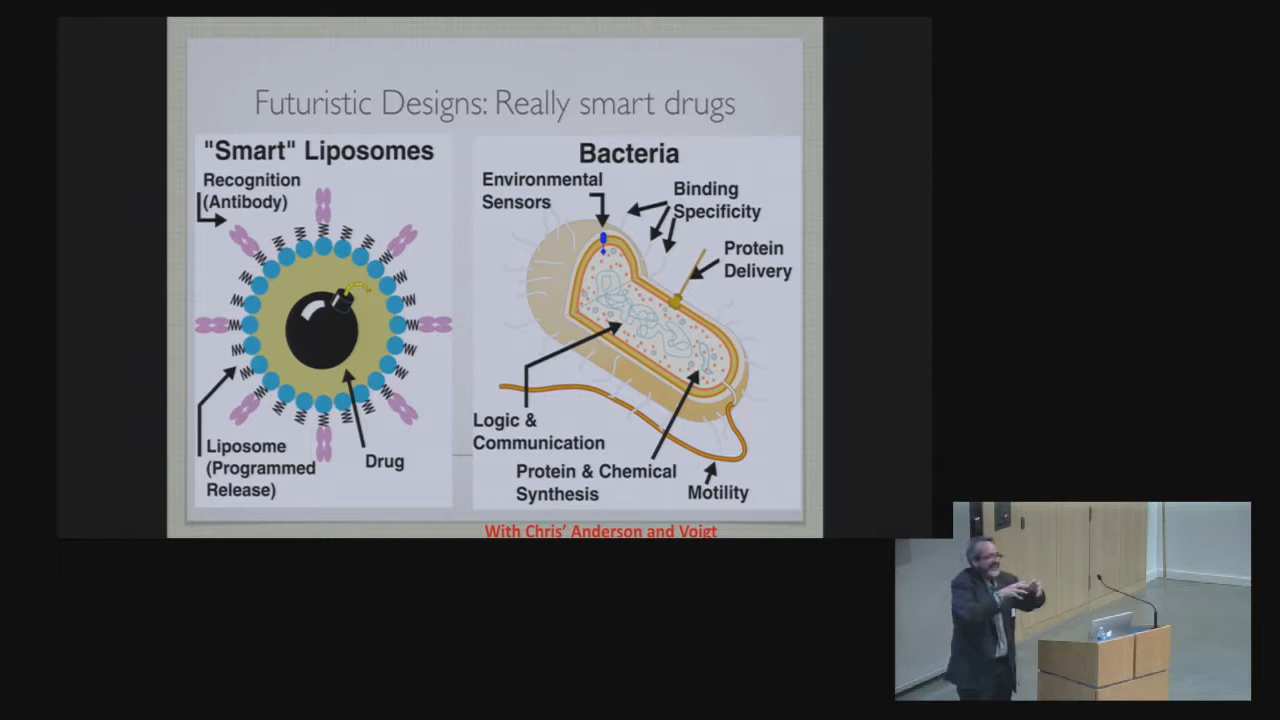 Futuristic Designs: Really smart drugs
"Smart" Liposomes
Recognition
(Antibody)
Liposome
(Programmed
Release)
Drug
Bacteria
Environmental
Sensors
Binding
Specificity
Protein
Delivery
Logic &
Communication
Protein & Chemical
Synthesis
Motility
With Chris' Anderson and Voigt